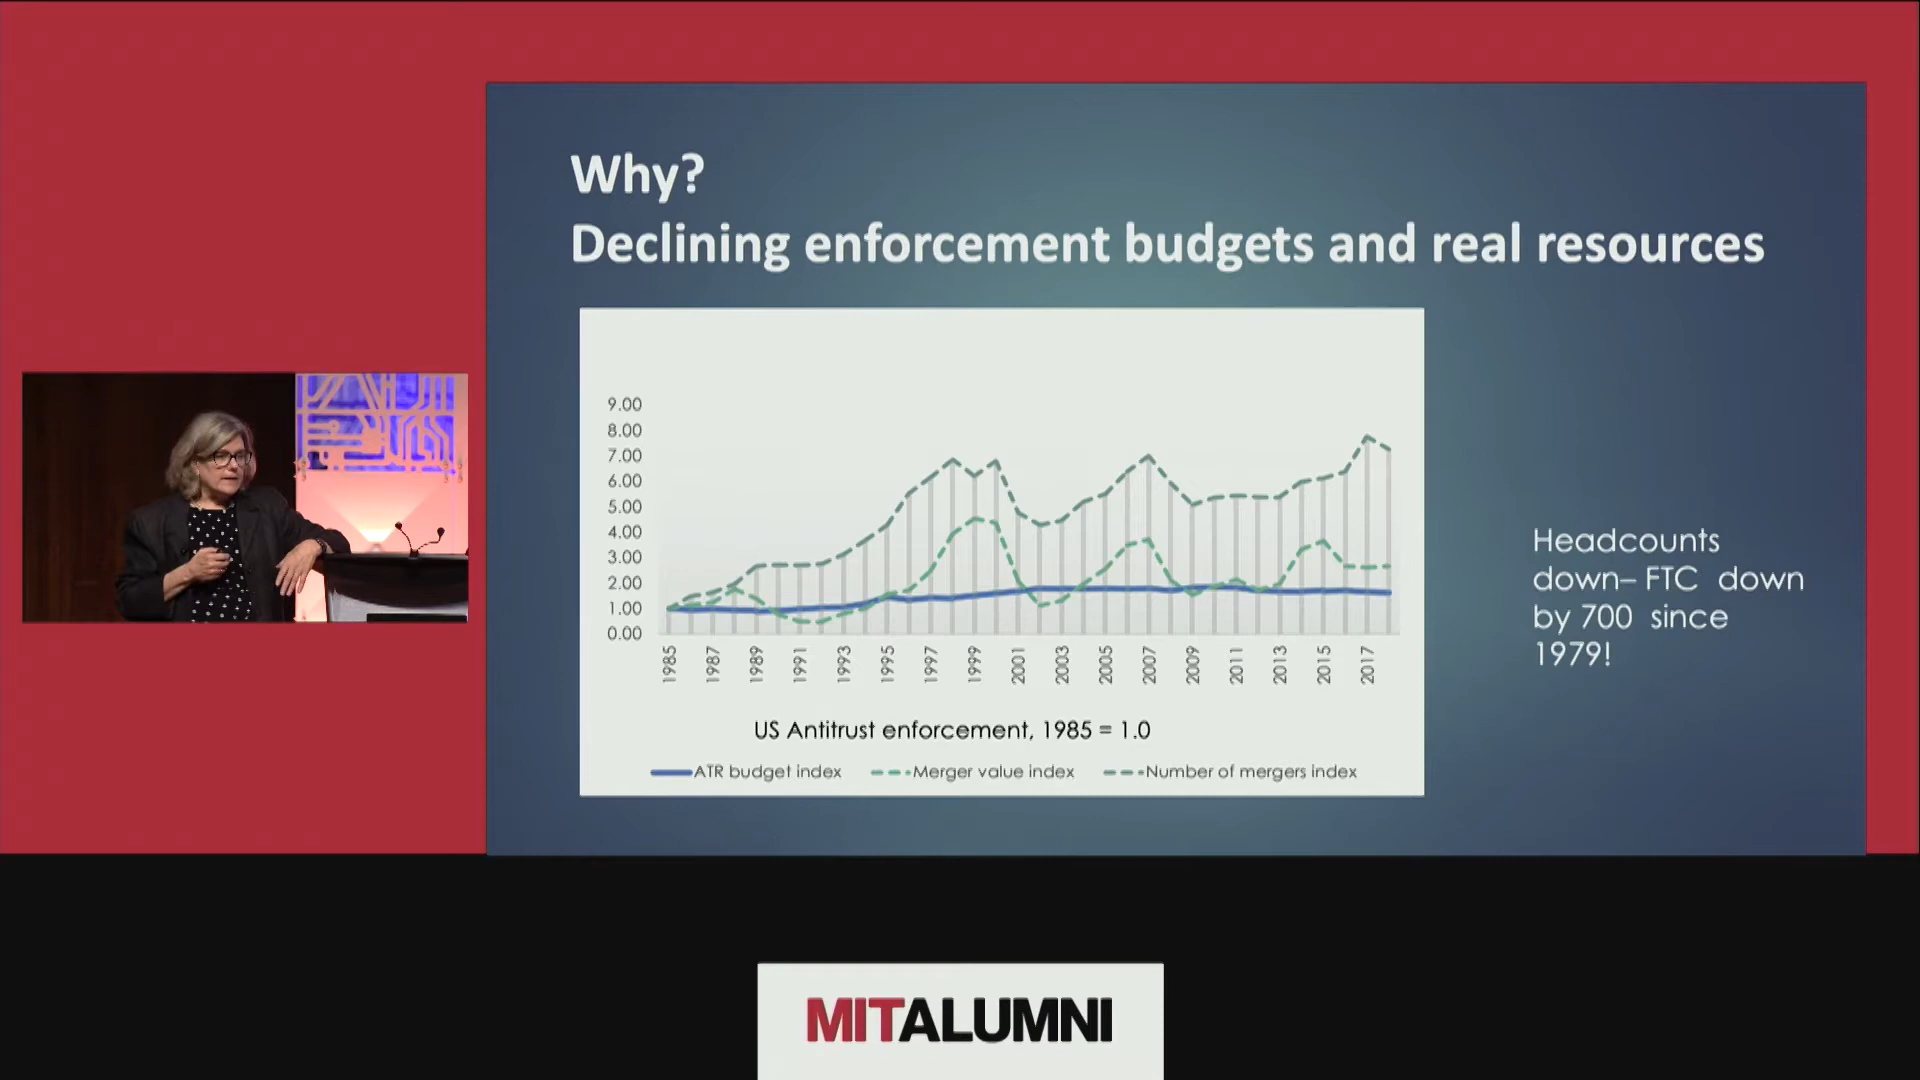 Why?
Declining enforcement budgets and real resources
9.00
8.00
7.00
6.00
5.00
4.00
3.00
2.00
1.00
0.00
1985
1987
1989
1991
1993
1995
1997
1999
2001
2003
2005
2007
2009
2011
2013
2015
2017
US Antitrust enforcement, 1985 = 1.0
ATR budget index
Merger value index
Number of mergers index
Headcounts
down– FTC down
by 700 since
1979!
MITALUMNI